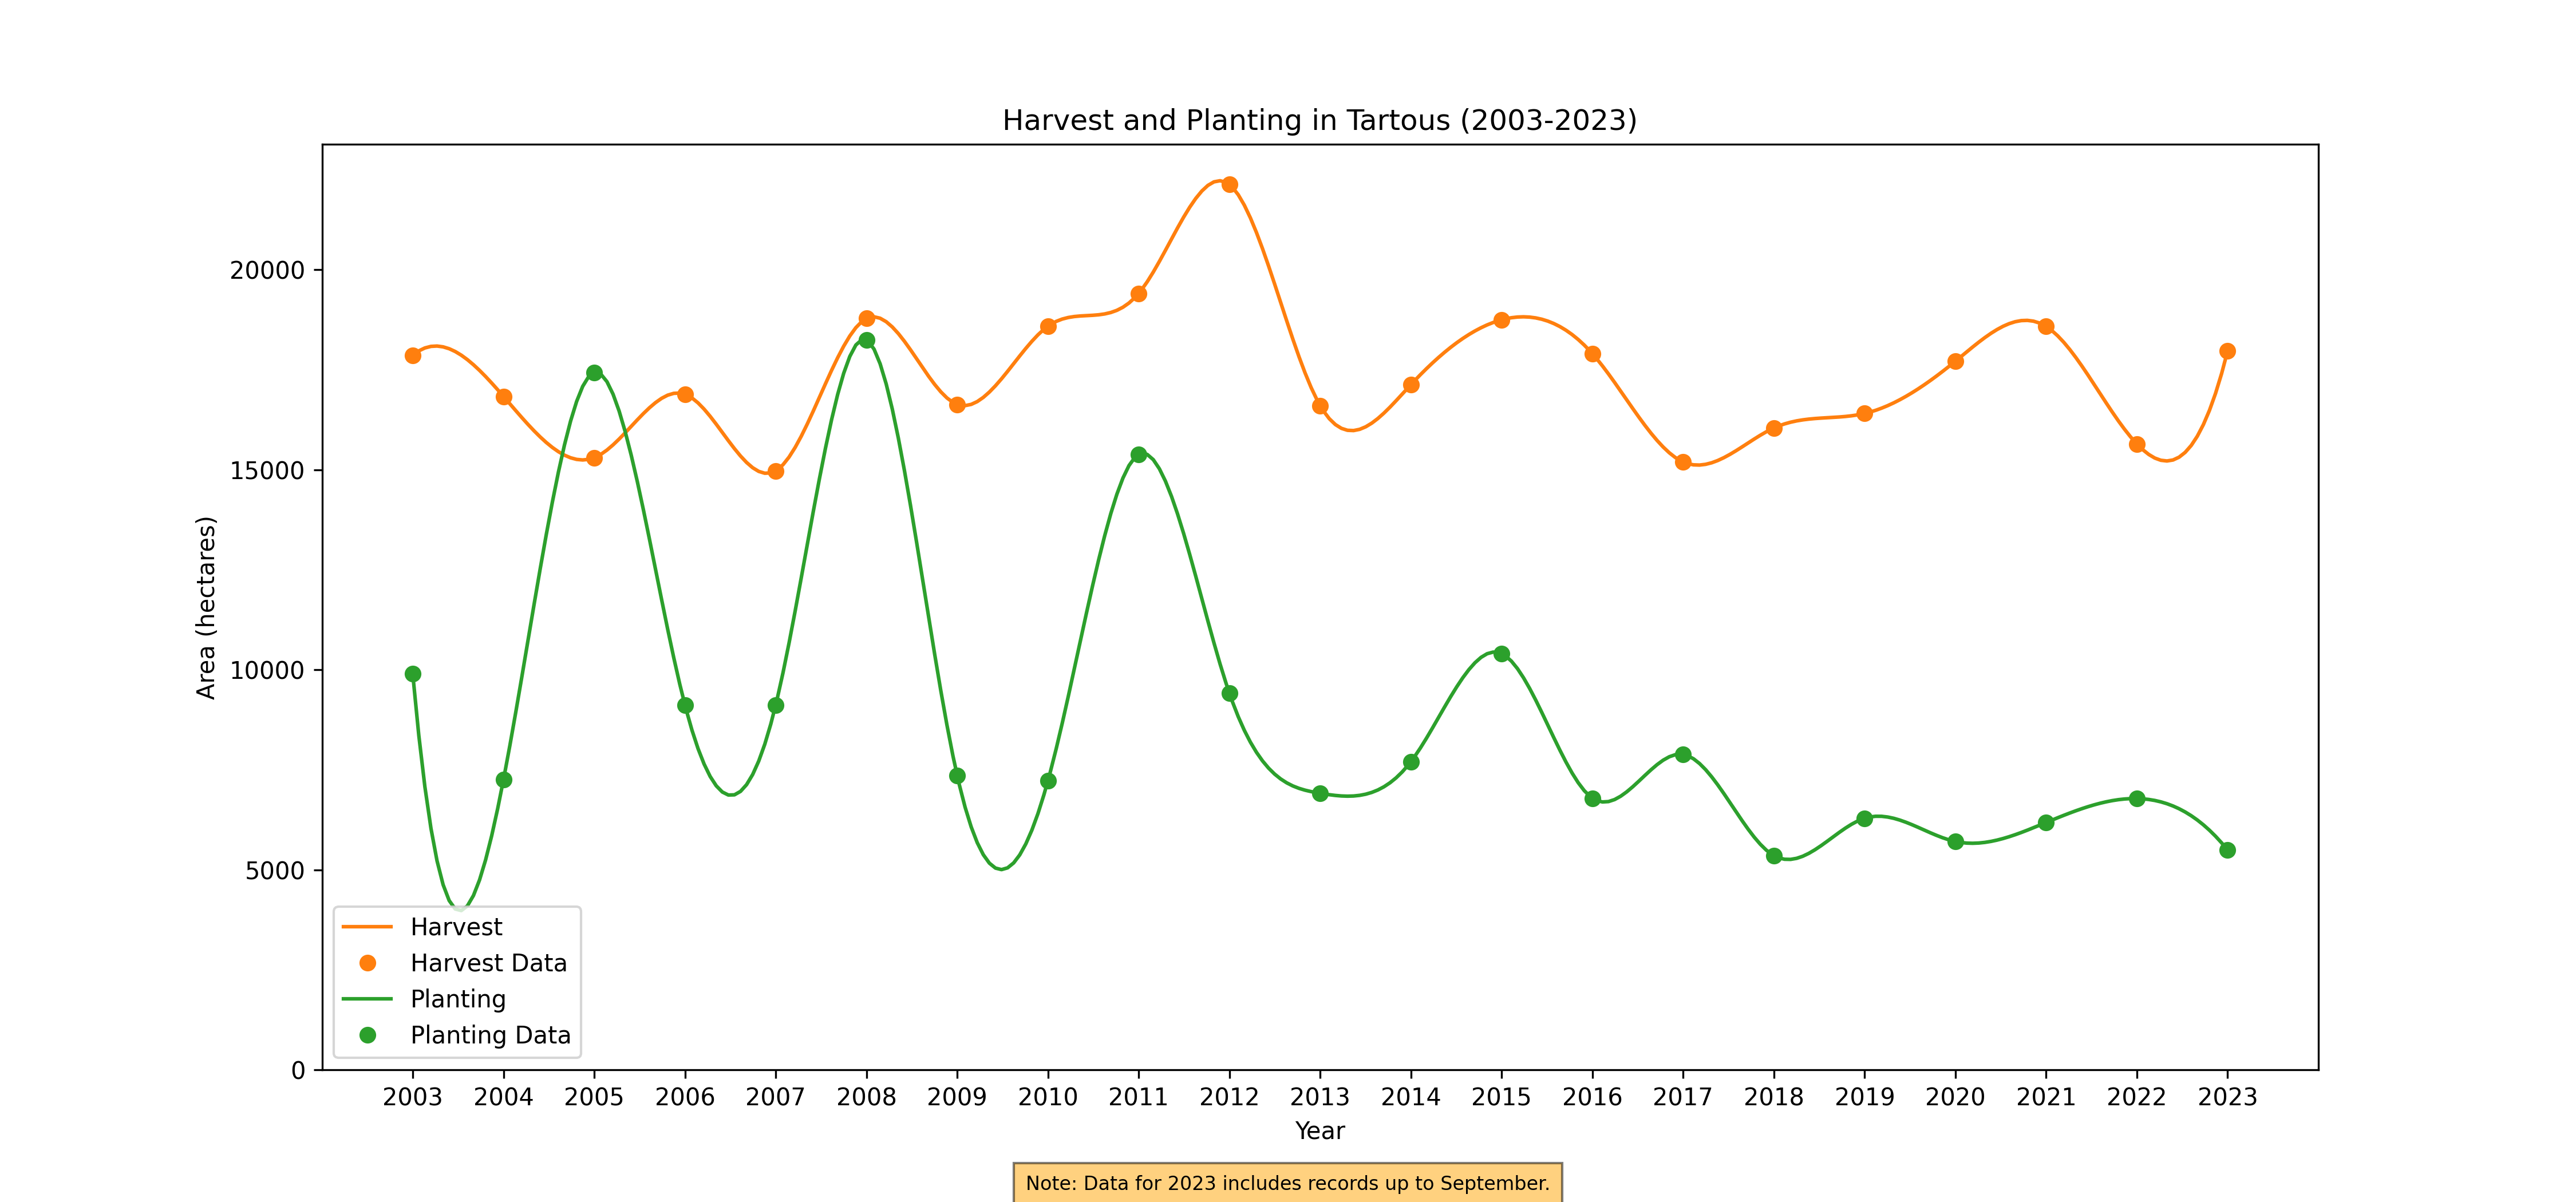 Harvest and Planting in Tartous (2003-2023)
Area (hectares)
20000
15000
10000
5000
0
Harvest
Harvest Data
Planting
Planting Data
2003 2004 2005 2006 2007 2008 2009 2010 2011 2012 2013 2014 2015 2016 2017 2018 2019 2020 2021 2022 2023
Year
Note: Data for 2023 includes records up to September.